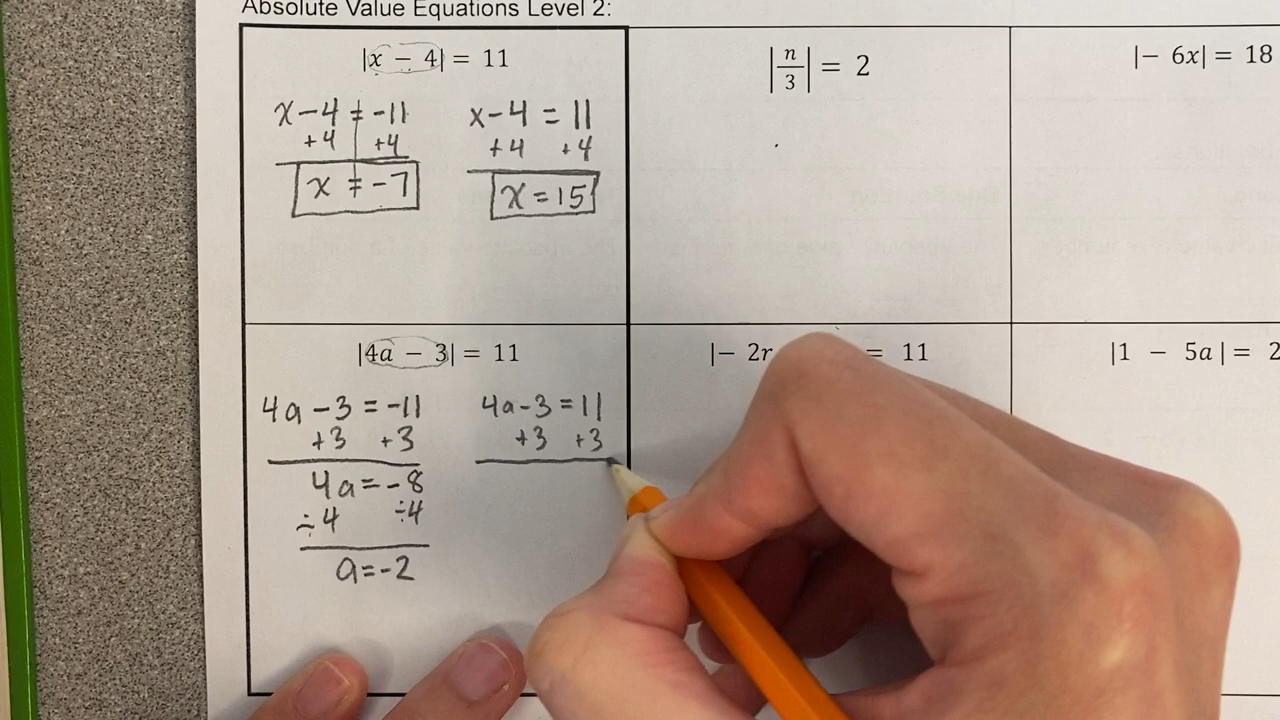 Absolute Value Equations Level 2:
|x − 4| = 11
x-4 = -11
+4 +4
x = -7
x-4 = 11
+4 +4
x = 15
|n/3| = 2
|− 6x| = 18
|4a − 3| = 11
4a-3 = -11
+3 +3
4a = -8
÷4 ÷4
a = -2
4a-3 = 11
+3 +3
|− 2r = 11
|1 − 5a| = 2